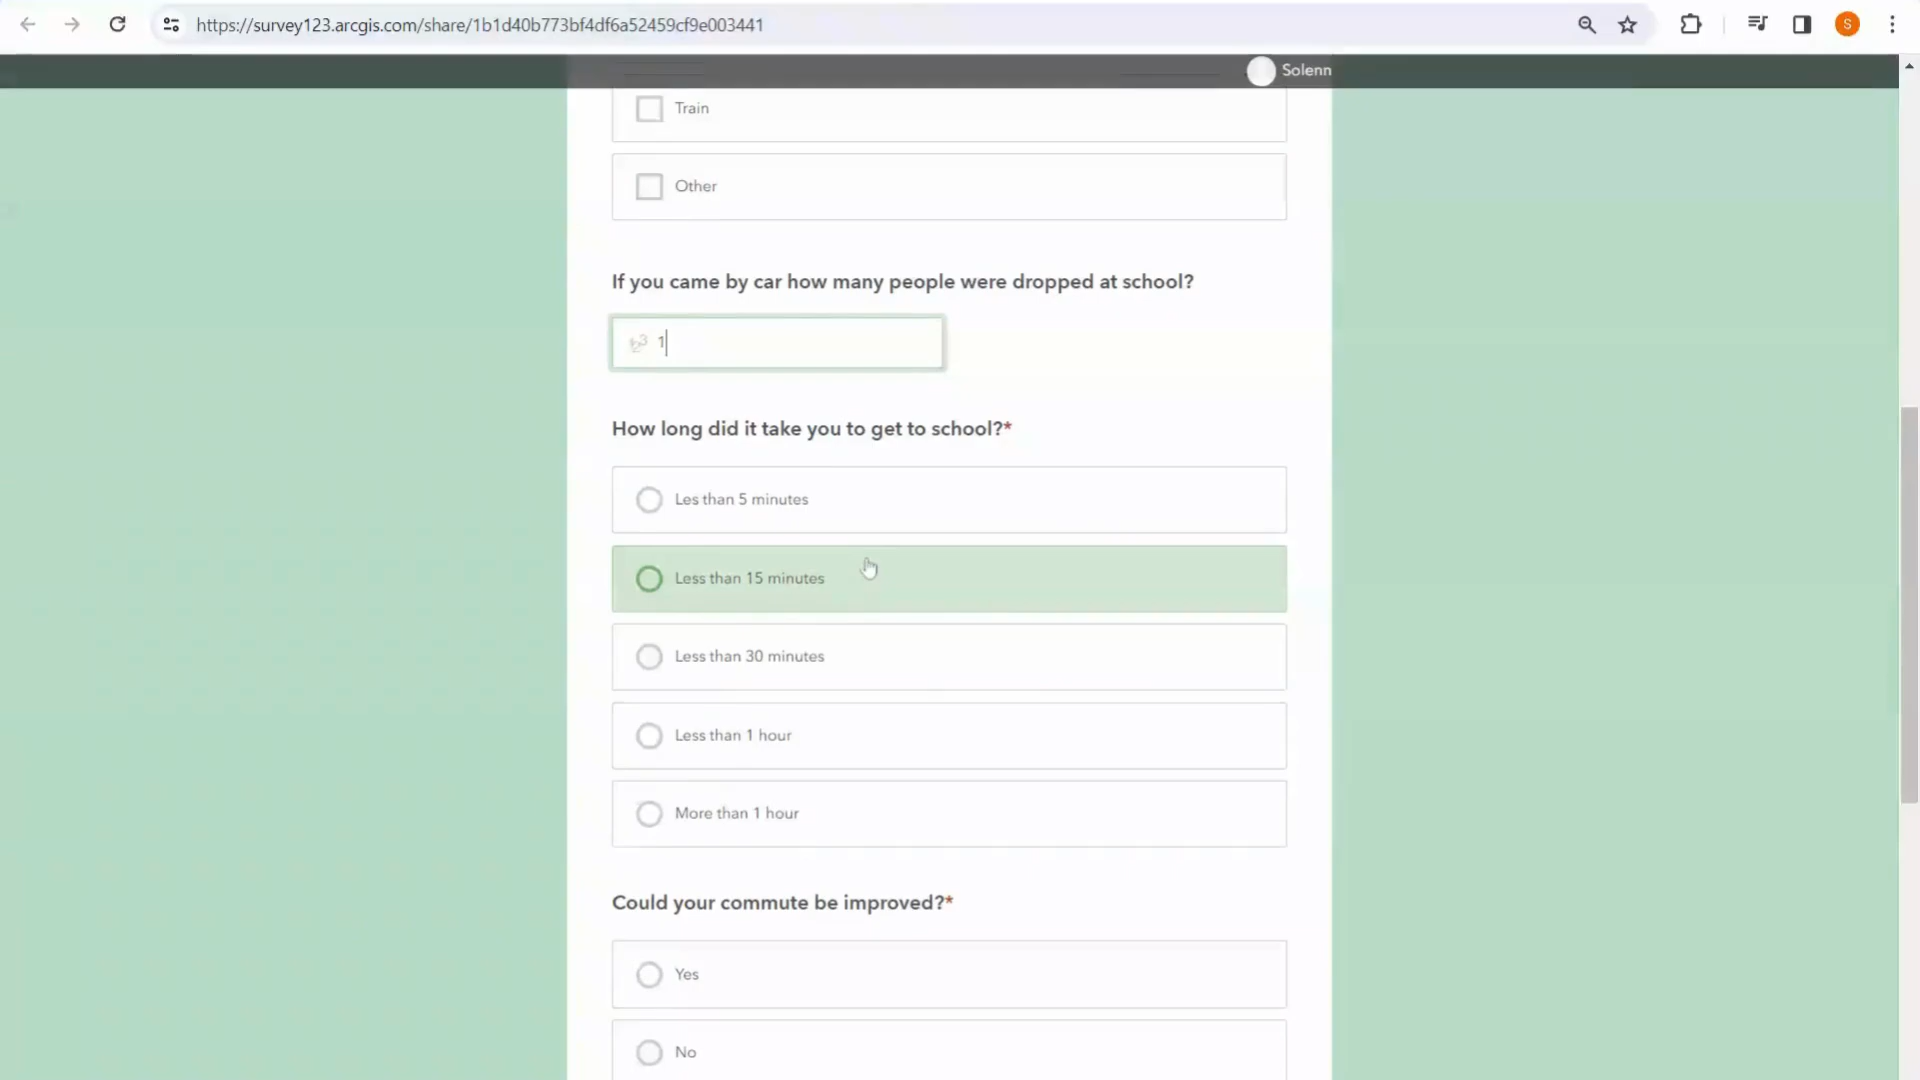 https://survey123.arcgis.com/share/1b1d40b773bf4df6a52459cf9e003441
S
Solenn
Train
Other
If you came by car how many people were dropped at school?
1
How long did it take you to get to school?*
Les than 5 minutes
Less than 15 minutes
Less than 30 minutes
Less than 1 hour
More than 1 hour
Could your commute be improved?*
Yes
No